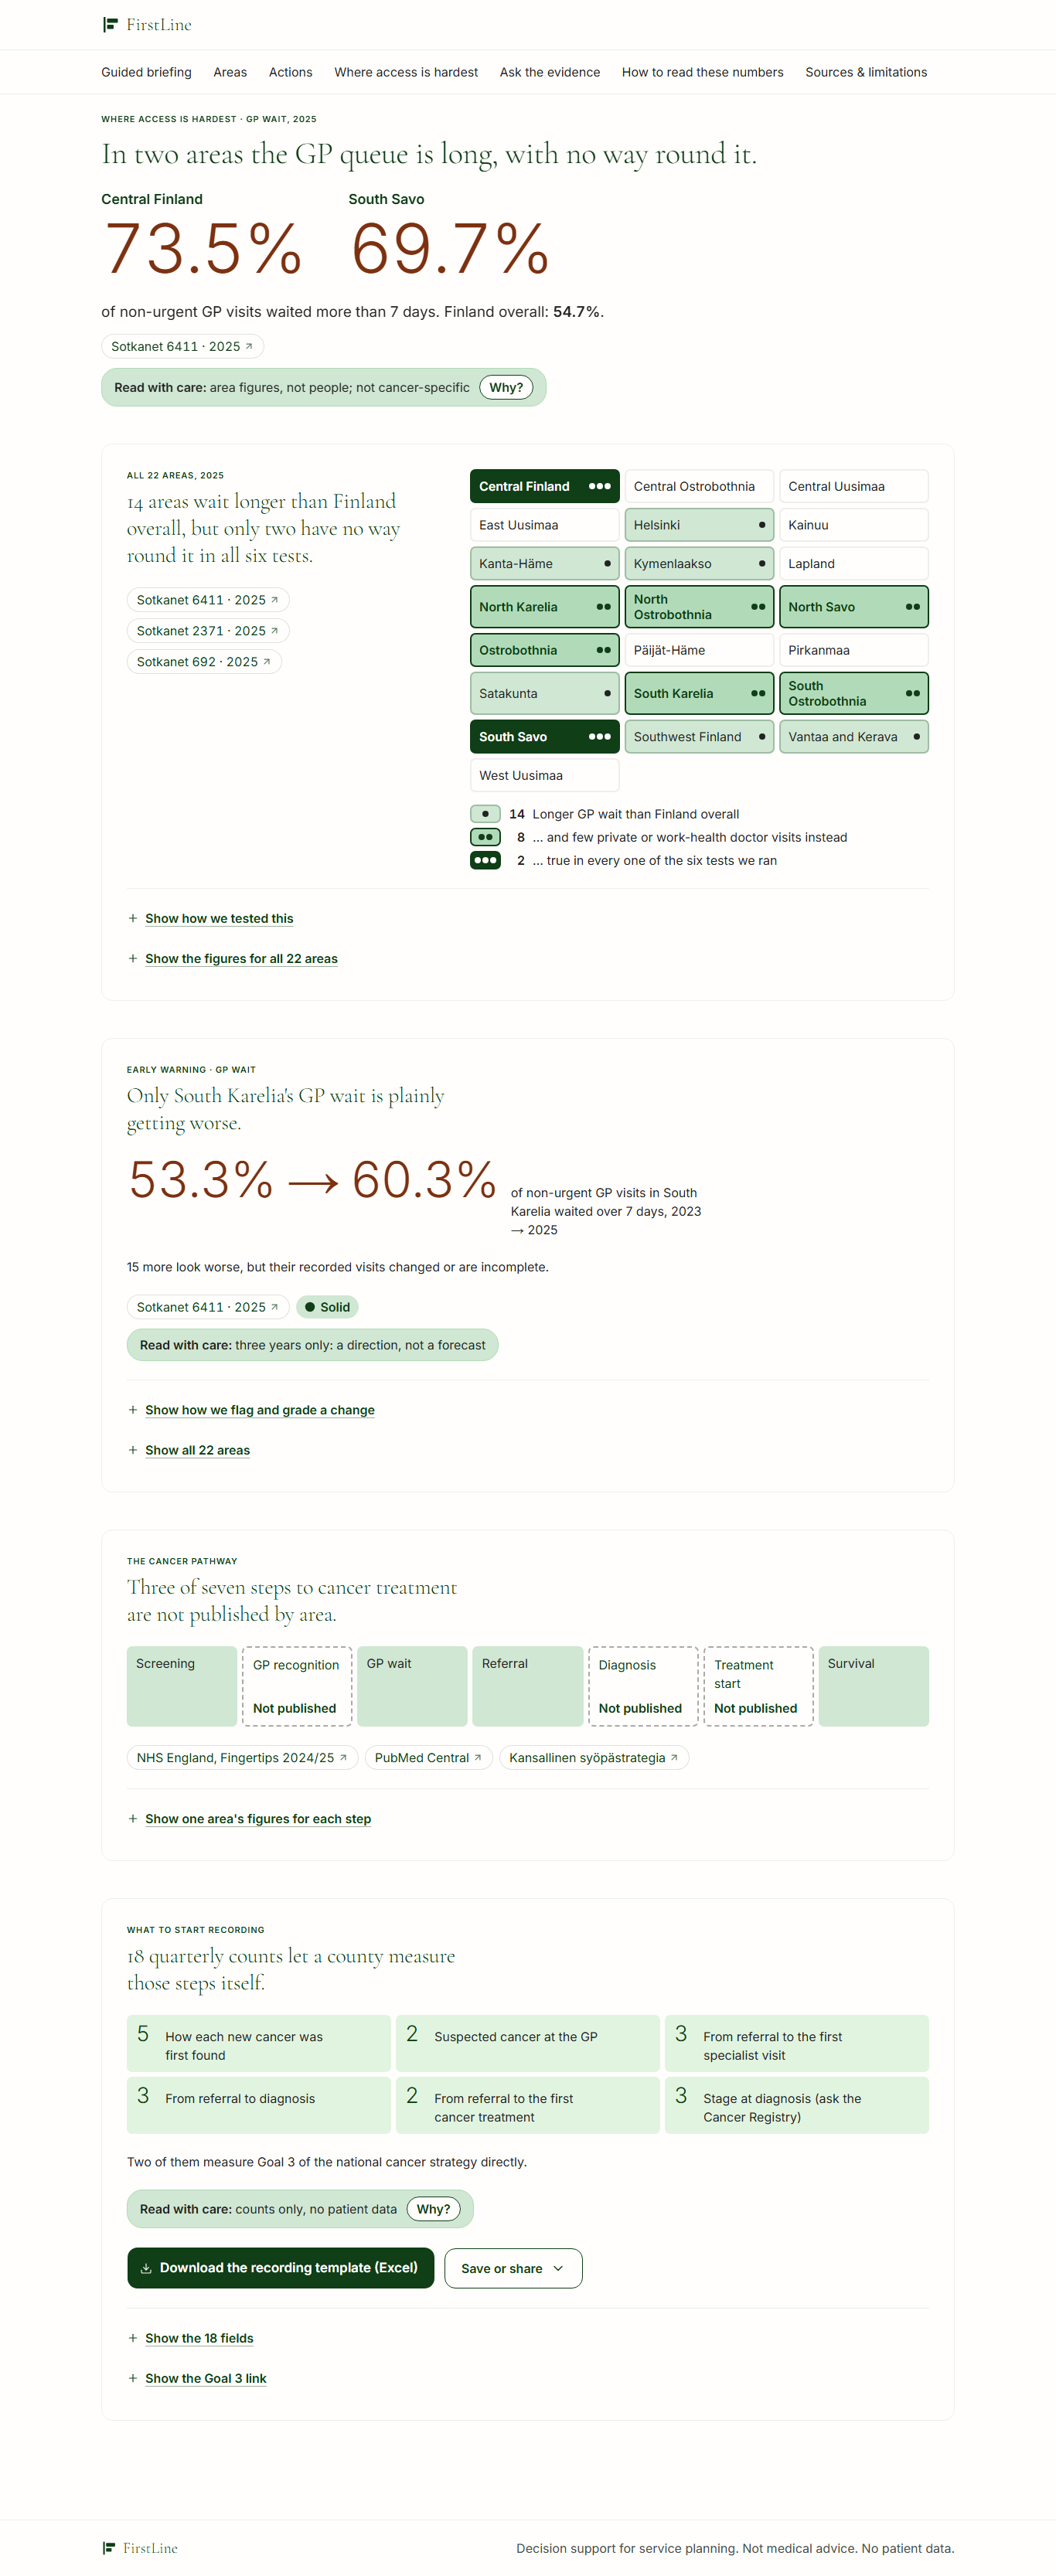 FirstLine
Guided briefing
Areas
Actions
Where access is hardest
Ask the evidence
How to read these numbers
Sources & limitations
WHERE ACCESS IS HARDEST · GP WAIT, 2025
In two areas the GP queue is long, with no way round it.
Central Finland
73.5%
South Savo
69.7%
of non-urgent GP visits waited more than 7 days. Finland overall: 54.7%.
Sotkanet 6411 · 2025 ↗
Read with care: area figures, not people; not cancer-specific
Why?
ALL 22 AREAS, 2025
14 areas wait longer than Finland
overall, but only two have no way
round it in all six tests.
Sotkanet 6411 · 2025 ↗
Sotkanet 2371 · 2025 ↗
Sotkanet 692 · 2025 ↗
Central Finland
Central Ostrobothnia
Central Uusimaa
East Uusimaa
Helsinki
Kainuu
Kanta-Häme
Kymenlaakso
Lapland
North Karelia
North
Ostrobothnia
North Savo
Ostrobothnia
Päijät-Häme
Pirkanmaa
Satakunta
South Karelia
South
Ostrobothnia
South Savo
Southwest Finland
Vantaa and Kerava
West Uusimaa
14 Longer GP wait than Finland overall
8 ... and few private or work-health doctor visits instead
2 ... true in every one of the six tests we ran
+ Show how we tested this
+ Show the figures for all 22 areas
EARLY WARNING · GP WAIT
Only South Karelia's GP wait is plainly
getting worse.
53.3% → 60.3%
of non-urgent GP visits in South
Karelia waited over 7 days, 2023
→ 2025
15 more look worse, but their recorded visits changed or are incomplete.
Sotkanet 6411 · 2025 ↗
Solid
Read with care: three years only: a direction, not a forecast
+ Show how we flag and grade a change
+ Show all 22 areas
THE CANCER PATHWAY
Three of seven steps to cancer treatment
are not published by area.
Screening
GP recognition
Not published
GP wait
Referral
Diagnosis
Not published
Treatment
start
Not published
Survival
NHS England, Fingertips 2024/25 ↗
PubMed Central ↗
Kansallinen syöpästrategia ↗
+ Show one area's figures for each step
WHAT TO START RECORDING
18 quarterly counts let a county measure
those steps itself.
5 How each new cancer was
first found
2 Suspected cancer at the GP
3 From referral to the first
specialist visit
3 From referral to diagnosis
2 From referral to the first
cancer treatment
3 Stage at diagnosis (ask the
Cancer Registry)
Two of them measure Goal 3 of the national cancer strategy directly.
Read with care: counts only, no patient data
Why?
Download the recording template (Excel)
Save or share
+ Show the 18 fields
+ Show the Goal 3 link
FirstLine
Decision support for service planning. Not medical advice. No patient data.